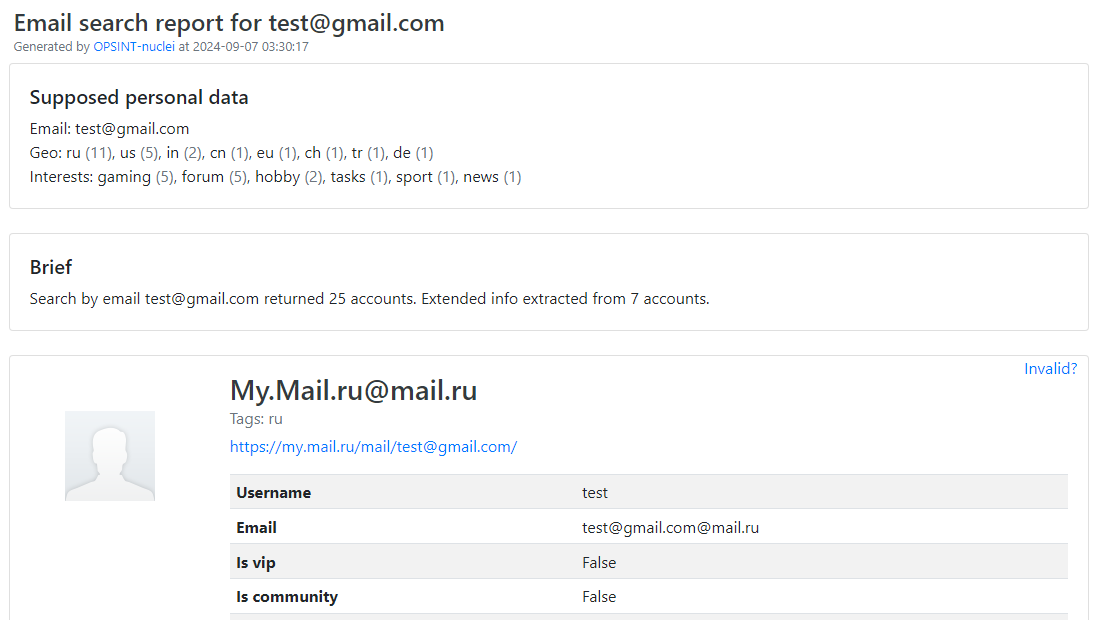 Email search report for test@gmail.com
Generated by OPSINT-nuclei at 2024-09-07 03:30:17
Supposed personal data
Email: test@gmail.com
Geo: ru (11), us (5), in (2), cn (1), eu (1), ch (1), tr (1), de (1)
Interests: gaming (5), forum (5), hobby (2), tasks (1), sport (1), news (1)
Brief
Search by email test@gmail.com returned 25 accounts. Extended info extracted from 7 accounts.
Invalid?
My.Mail.ru@mail.ru
Tags: ru
https://my.mail.ru/mail/test@gmail.com/
Username test
Email test@gmail.com@mail.ru
Is vip False
Is community False